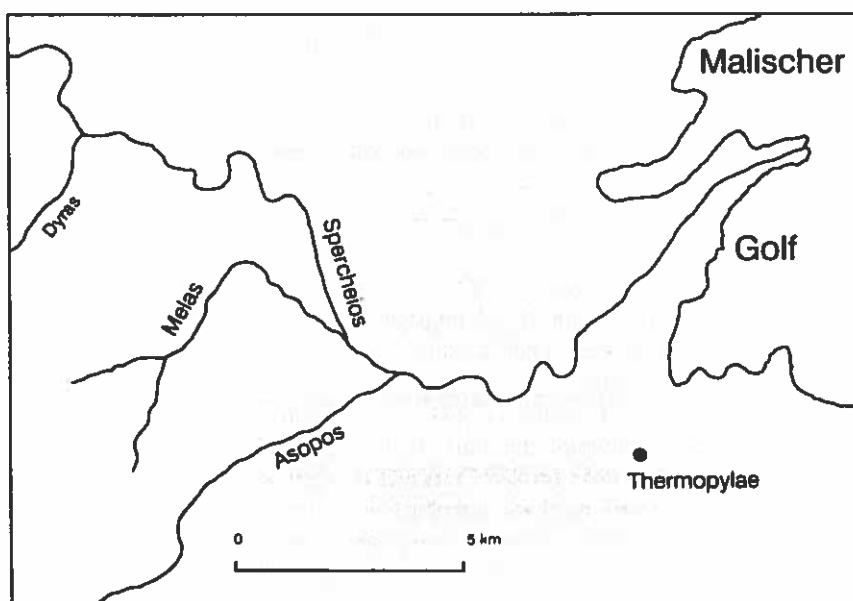 Malischer
Golf
Dyras
Spercheios
Melas
Asopos
Thermopylae
0 5 km